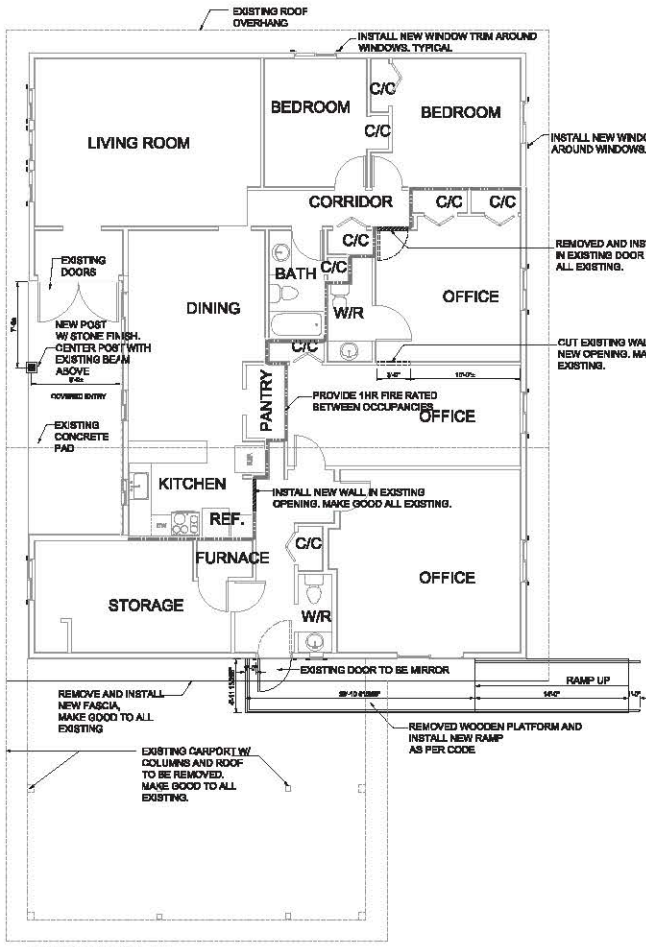 EXISTING ROOF
OVERHANG
INSTALL NEW WINDOW TRIM AROUND
WINDOWS. TYPICAL
C/C
BEDROOM
BEDROOM
C/C
LIVING ROOM
INSTALL NEW WINDO
AROUND WINDOWS.
CORRIDOR
C/C
C/C
C/C
REMOVED AND INST
IN EXISTING DOOR
ALL EXISTING.
EXISTING
DOORS
BATH
C/C
DINING
OFFICE
W/R
NEW POST
W/ STONE FINISH.
CENTER POST WITH
EXISTING BEAM
ABOVE
C/C
CUT EXISTING WAL
NEW OPENING. MA
EXISTING.
COVERED ENTRY
PANTRY
PROVIDE 1HR FIRE RATED
BETWEEN OCCUPANCIES
OFFICE
EXISTING
CONCRETE
PAD
KITCHEN
INSTALL NEW WALL IN EXISTING
OPENING. MAKE GOOD ALL EXISTING.
REF.
DW
C/C
FURNACE
OFFICE
STORAGE
W/R
EXISTING DOOR TO BE MIRROR
RAMP UP
14'-0"
REMOVE AND INSTALL
NEW FASCIA,
MAKE GOOD TO ALL
EXISTING
REMOVED WOODEN PLATFORM AND
INSTALL NEW RAMP
AS PER CODE
EXISTING CARPORT W/
COLUMNS AND ROOF
TO BE REMOVED.
MAKE GOOD TO ALL
EXISTING.